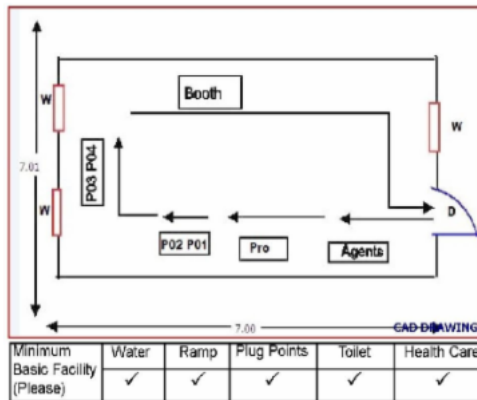 Booth
W
W
P03 P04
7.01
W
D
P02 P01
Pro
Agents
7.00
CAD DRAWING
Minimum Basic Facility (Please)
Water
Ramp
Plug Points
Toilet
Health Care
✓ ✓ ✓ ✓ ✓